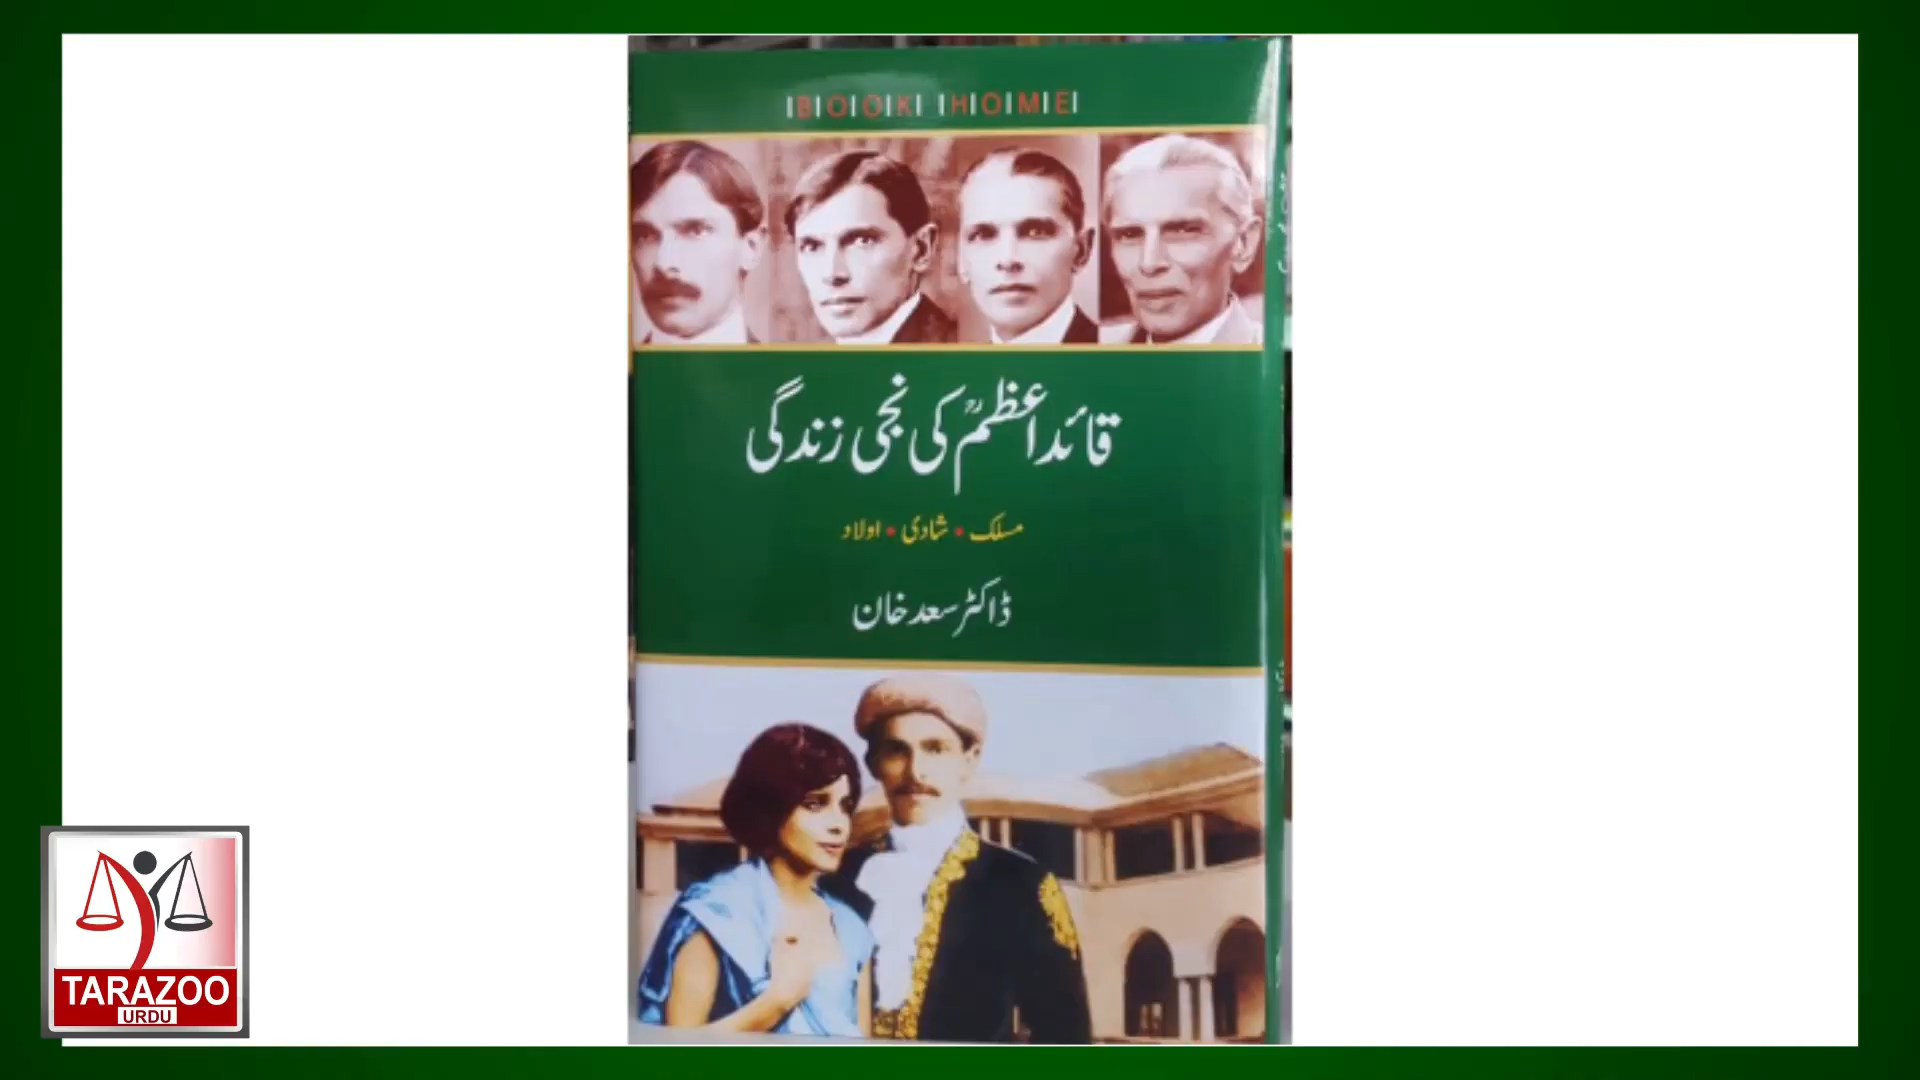 BOOK HOME
قائداعظمؒ کی نجی زندگی
مسلک • شادی • اولاد
ڈاکٹر سعد خان
TARAZOO
URDU